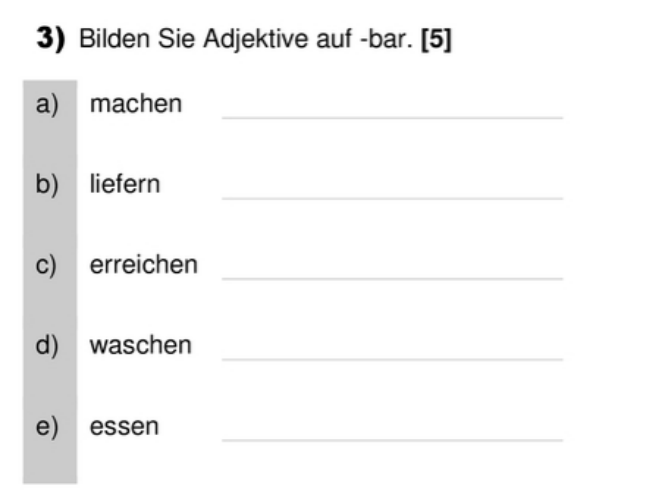 3) Bilden Sie Adjektive auf -bar. [5]
a) machen
b) liefern
c) erreichen
d) waschen
e) essen